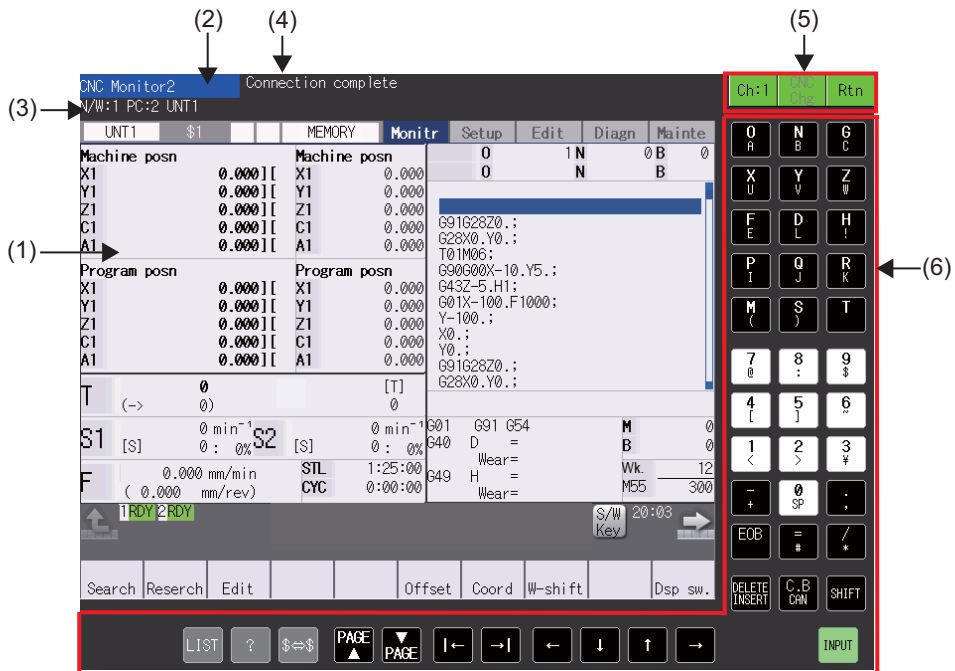 (2) (4) (5)
CNC Monitor2 Connection complete
Ch:1 CNC Chg Rtn
(3) N/W:1 PC:2 UNT1
UNT1 $1 MEMORY Monitr Setup Edit Diagn Mainte
O A N B G C
Machine posn Machine posn O 1 N 0 B 0
X1 0.000][ X1 0.000 O N B
Y1 0.000][ Y1 0.000
X U Y V Z W
Z1 0.000][ Z1 0.000
C1 0.000][ C1 0.000
A1 0.000][ A1 0.000
G91G28Z0.;
G28X0.Y0.;
T01M06;
G90G00X-10.Y5.;
G43Z-5.H1;
G01X-100.F1000;
Y-100.;
X0.;
Y0.;
G91G28Z0.;
G28X0.Y0.;
F E D L H !
(1)
(6)
Program posn Program posn
X1 0.000][ X1 0.000
Y1 0.000][ Y1 0.000
Z1 0.000][ Z1 0.000
C1 0.000][ C1 0.000
A1 0.000][ A1 0.000
P I Q J R K
M ( S ) T
7 @ 8 : 9 $
T 0 [T]
(-> 0) 0
4 [ 5 ] 6 ~
S1 [S] 0 min⁻¹ 0 : 0% S2 [S] 0 min⁻¹ 0 : 0%
G01 G91 G54 M 0
G40 D = B 0
Wear=
1 < 2 > 3 ¥
F 0.000 mm/min STL 1:25:00
( 0.000 mm/rev) CYC 0:00:00
G49 H = Wk. 12
Wear= M55 300
- + 0 SP . ;
1 RDY 2 RDY S/W Key 20:03
EOB = # / *
Search Reserch Edit Offset Coord W-shift Dsp sw.
DELETE INSERT C.B CAN SHIFT
LIST ? $⇔$ PAGE ▲ ▼ PAGE |← →| ← ↓ ↑ → INPUT